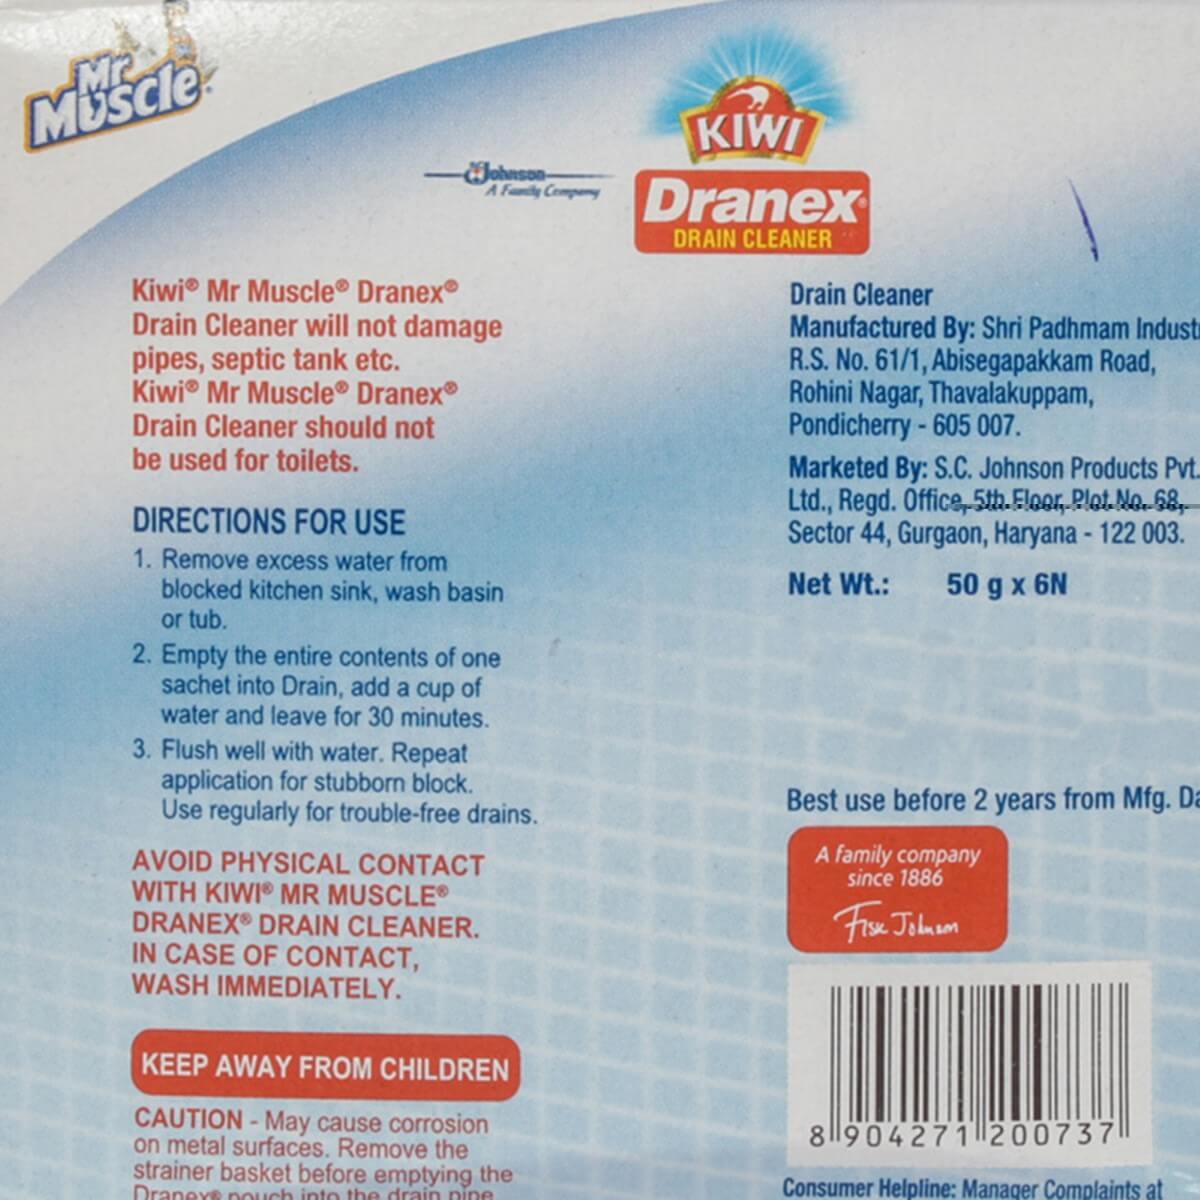 Mr
Muscle
KIWI
Dranex®
DRAIN CLEANER
Johnson
A Family Company
Kiwi® Mr Muscle® Dranex®
Drain Cleaner will not damage
pipes, septic tank etc.
Kiwi® Mr Muscle® Dranex®
Drain Cleaner should not
be used for toilets.
DIRECTIONS FOR USE
1. Remove excess water from
blocked kitchen sink, wash basin
or tub.
2. Empty the entire contents of one
sachet into Drain, add a cup of
water and leave for 30 minutes.
3. Flush well with water. Repeat
application for stubborn block.
Use regularly for trouble-free drains.
AVOID PHYSICAL CONTACT
WITH KIWI® MR MUSCLE®
DRANEX® DRAIN CLEANER.
IN CASE OF CONTACT,
WASH IMMEDIATELY.
KEEP AWAY FROM CHILDREN
CAUTION - May cause corrosion
on metal surfaces. Remove the
strainer basket before emptying the
Dranex® pouch into the drain pipe
Drain Cleaner
Manufactured By: Shri Padhmam Indust
R.S. No. 61/1, Abisegapakkam Road,
Rohini Nagar, Thavalakuppam,
Pondicherry - 605 007.
Marketed By: S.C. Johnson Products Pvt.
Ltd., Regd. Office, 5th Floor, Plot No. 68,
Sector 44, Gurgaon, Haryana - 122 003.
Net Wt.: 50 g x 6N
Best use before 2 years from Mfg. Da
A family company
since 1886
Fisk Johnson
8 904271 200737
Consumer Helpline: Manager Complaints at